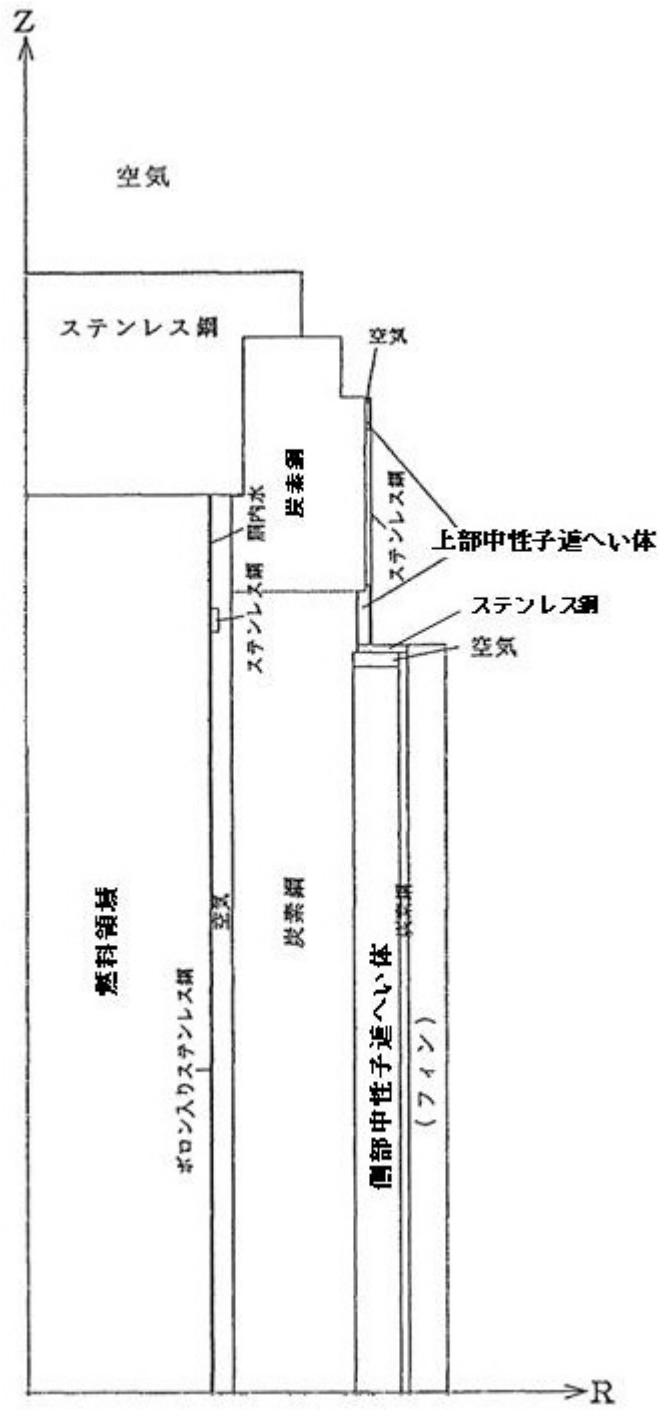 Z
空気
ステンレス鋼
空気
炭素鋼
胴内水
ステンレス鋼
上部中性子遮へい体
ステンレス鋼
ステンレス鋼
空気
燃料領域
空気
炭素鋼
炭素鋼
側部中性子遮へい体
(フィン)
ボロン入りステンレス鋼
R